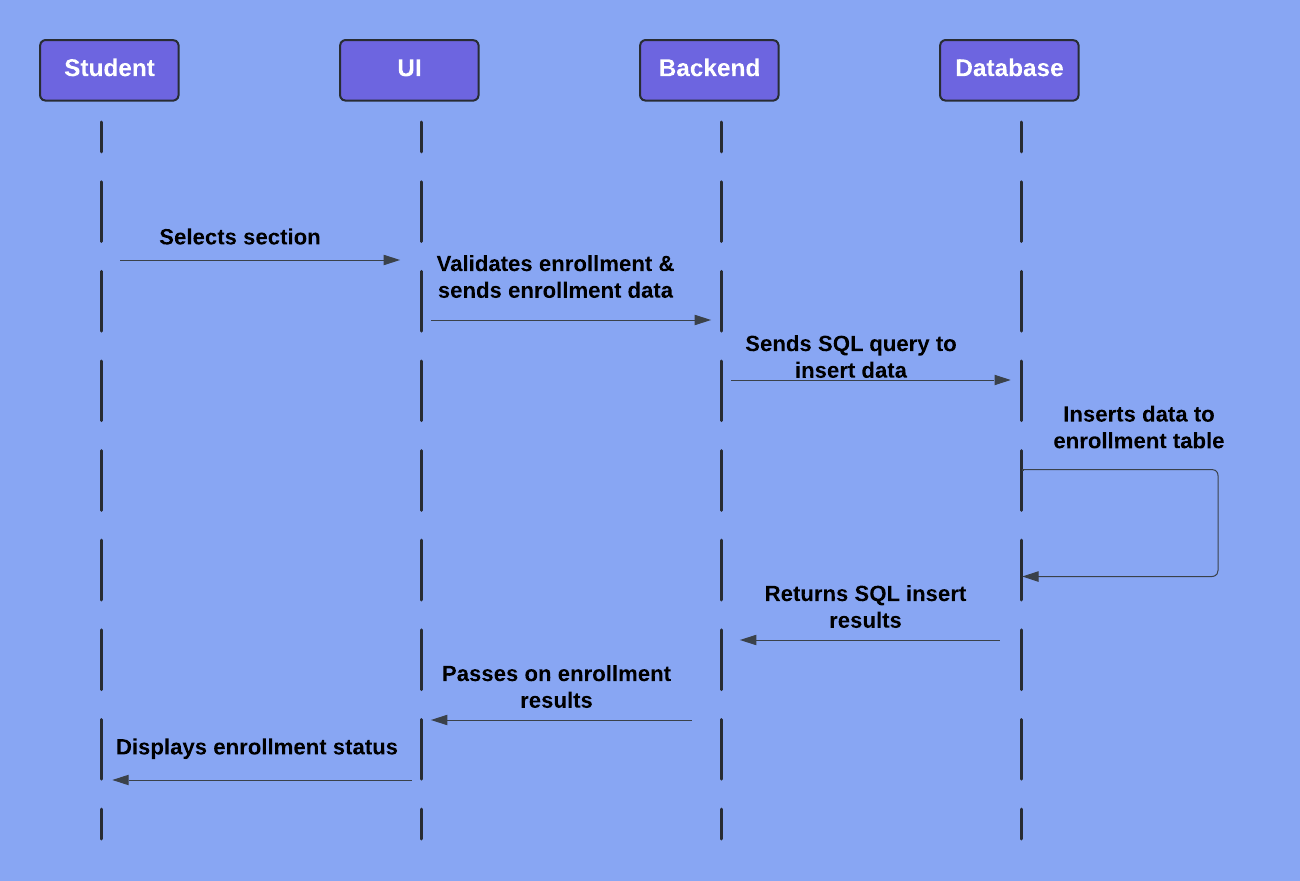 Student
UI
Backend
Database
Selects section
Validates enrollment &
sends enrollment data
Sends SQL query to
insert data
Inserts data to
enrollment table
Returns SQL insert
results
Passes on enrollment
results
Displays enrollment status